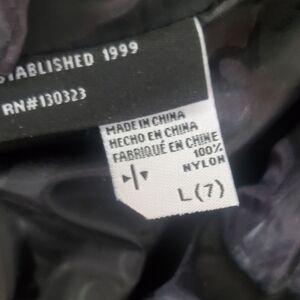 STABLISHED 1999
RN#130323
MADE IN CHINA
HECHO EN CHINA
FABRIQUÉ EN CHINE
100%
NYLON
L(7)